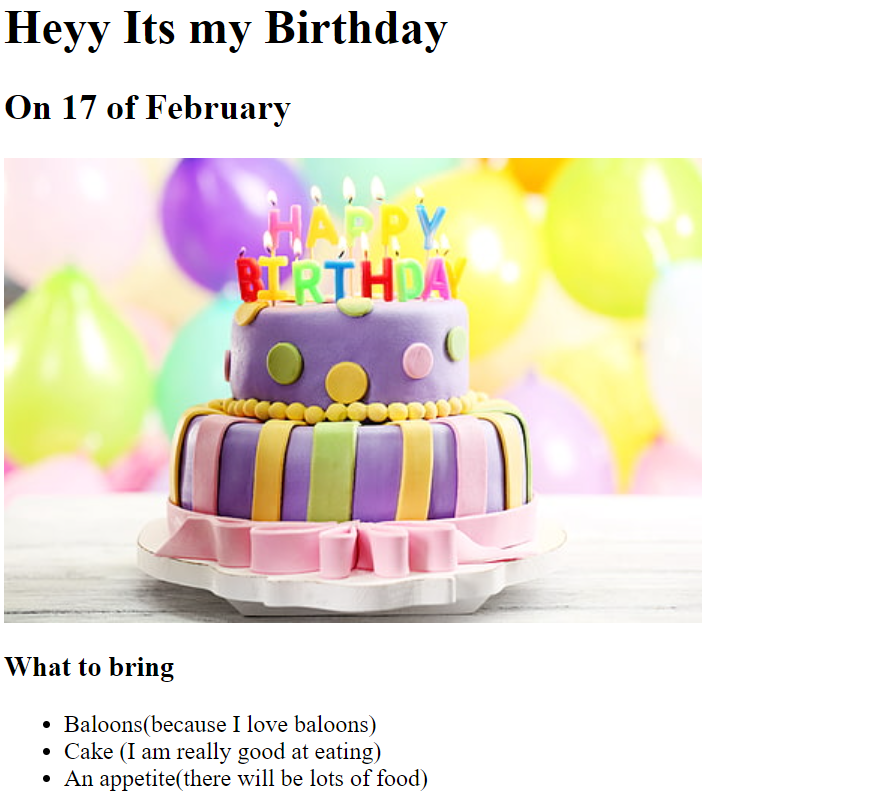 Heyy Its my Birthday
On 17 of February
HAPPY
BIRTHDAY
What to bring
Baloons(because I love baloons)
Cake (I am really good at eating)
An appetite(there will be lots of food)